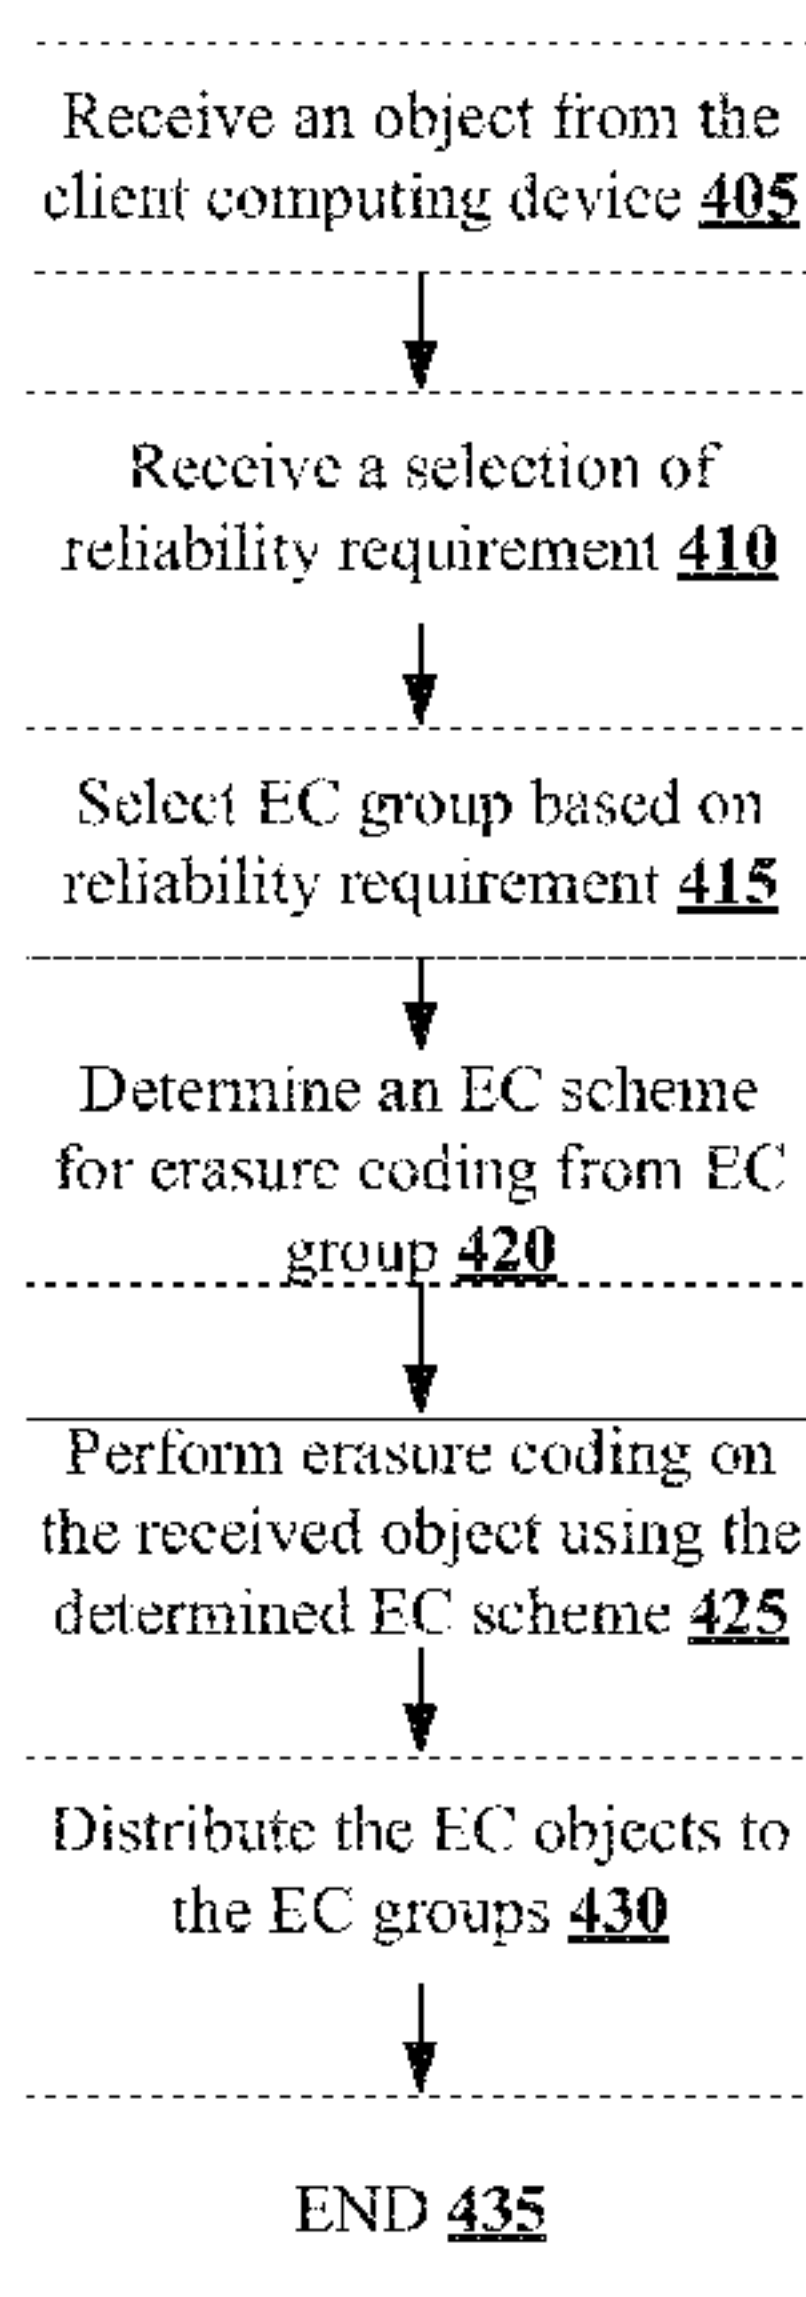 Receive an object from the
client computing device 405
Receive a selection of
reliability requirement 410
Select EC group based on
reliability requirement 415
Determine an EC scheme
for erasure coding from EC
group 420
Perform erasure coding on
the received object using the
determined EC scheme 425
Distribute the EC objects to
the EC groups 430
END 435